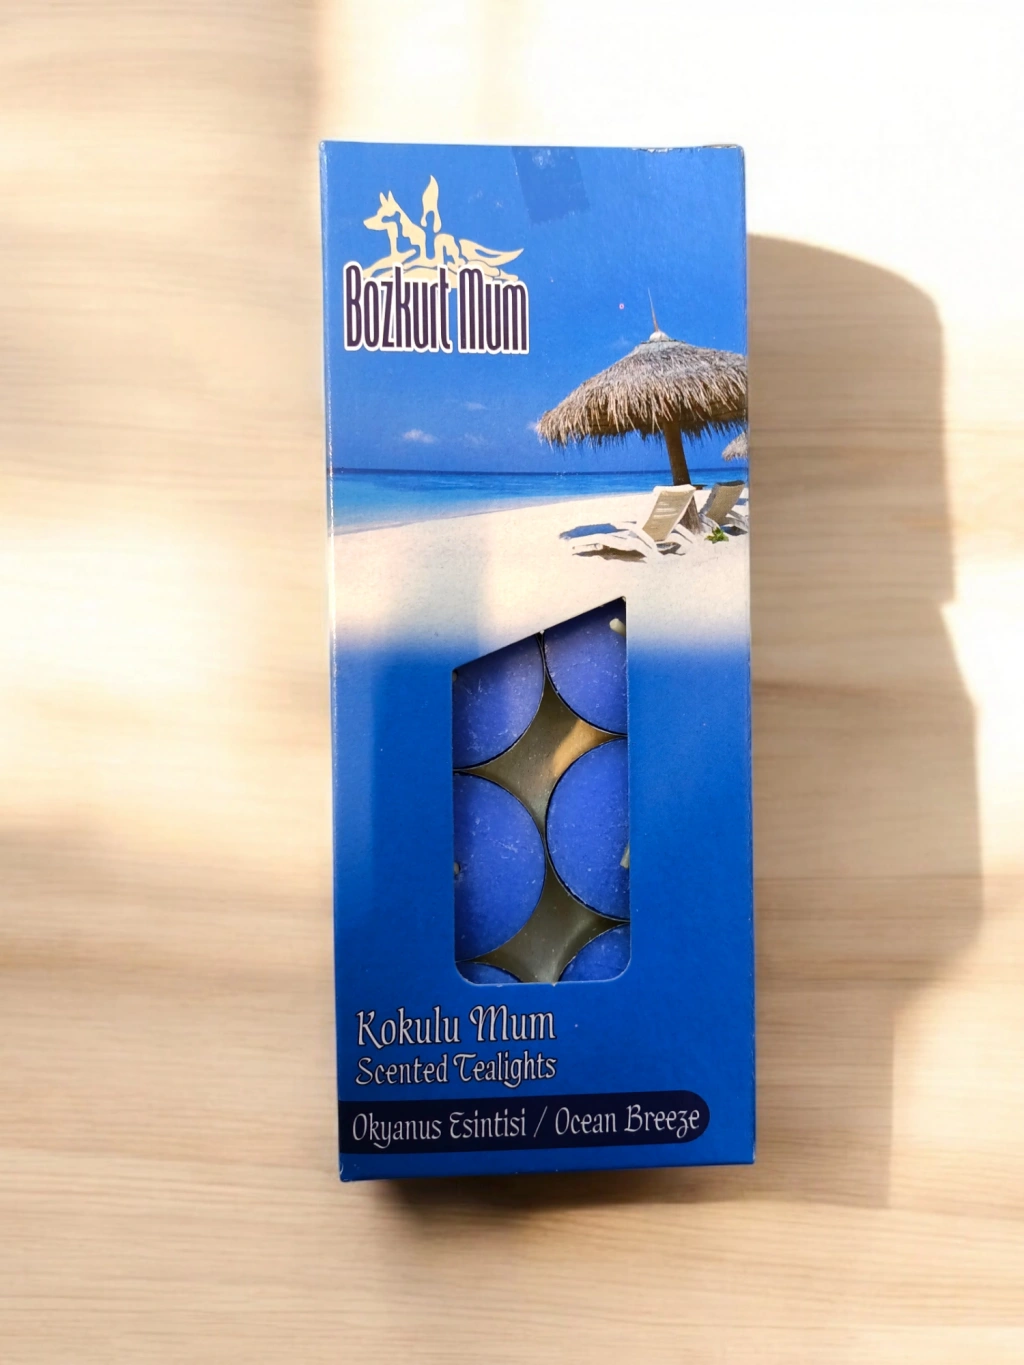 Bozkurt Mum
Kokulu Mum
Scented Tealights
Okyanus Esintisi / Ocean Breeze